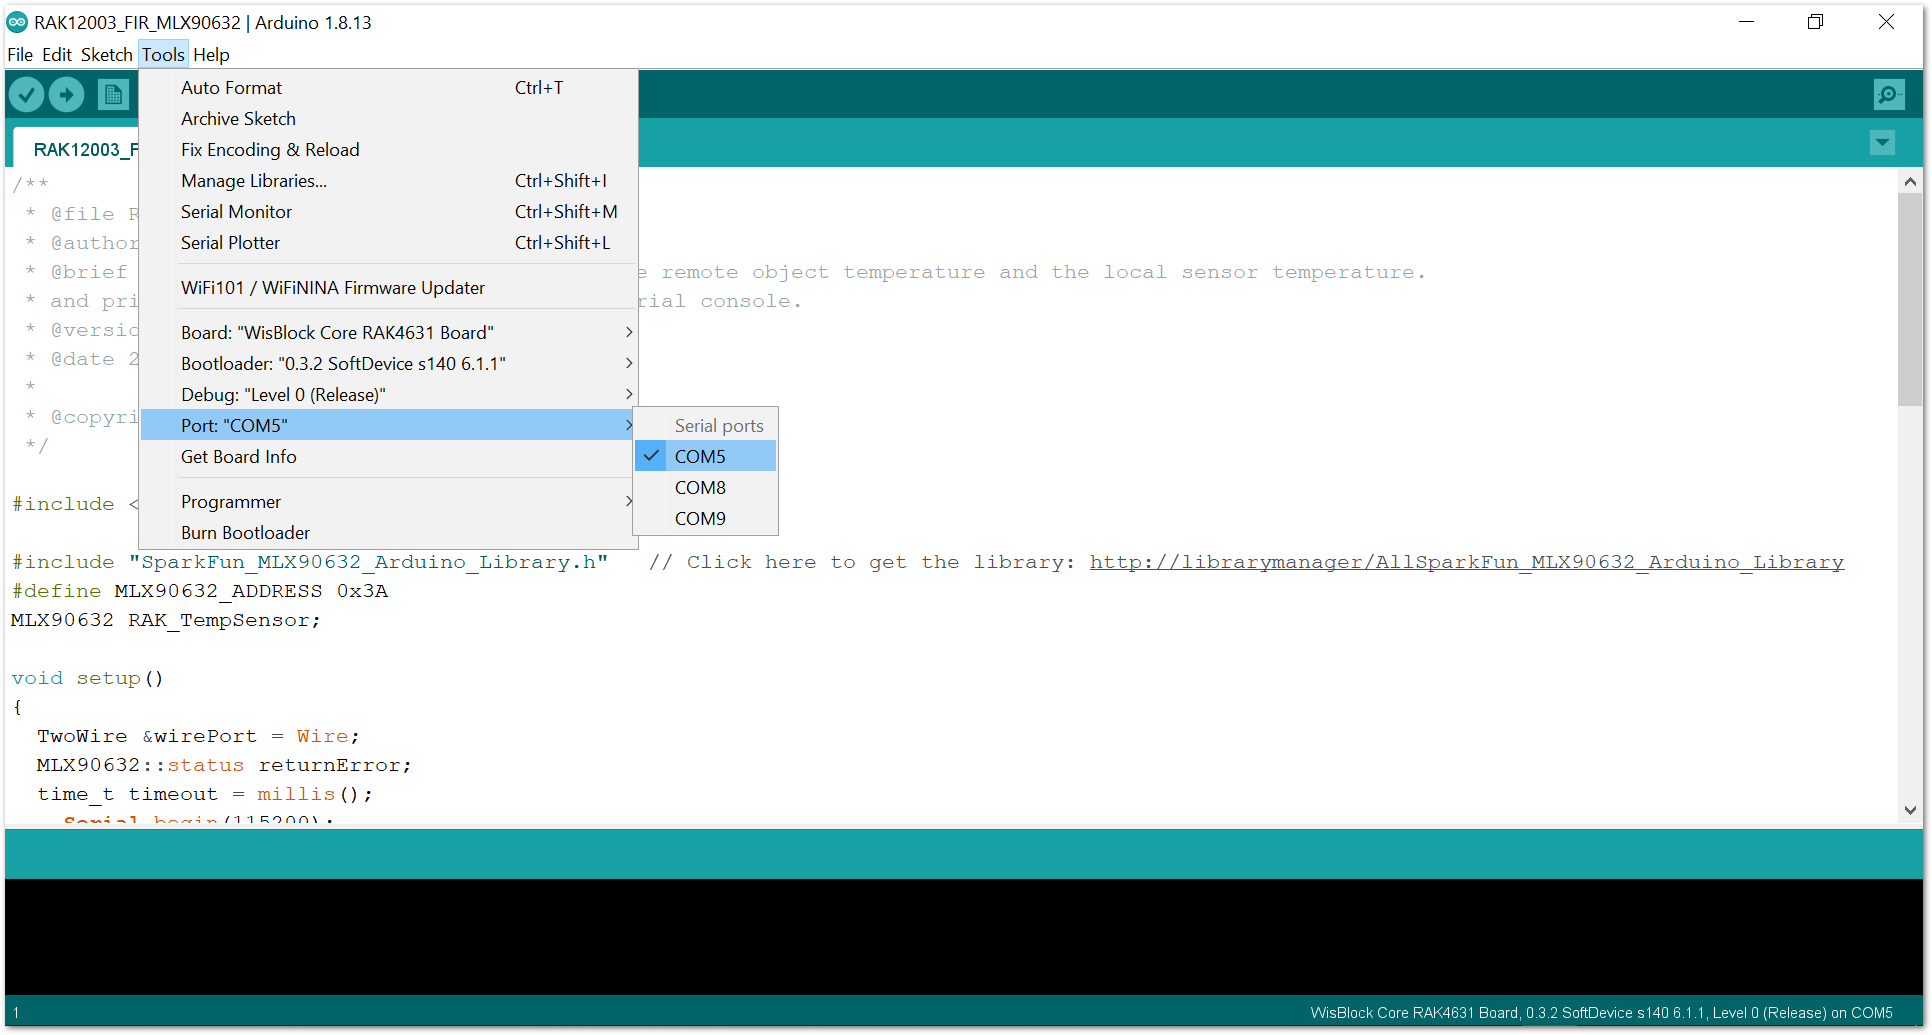 RAK12003_FIR_MLX90632 | Arduino 1.8.13
File Edit Sketch Tools Help
Auto Format Ctrl+T
Archive Sketch
Fix Encoding & Reload
Manage Libraries... Ctrl+Shift+I
Serial Monitor Ctrl+Shift+M
Serial Plotter Ctrl+Shift+L
WiFi101 / WiFiNINA Firmware Updater
Board: "WisBlock Core RAK4631 Board"
Bootloader: "0.3.2 SoftDevice s140 6.1.1"
Debug: "Level 0 (Release)"
Port: "COM5"
Get Board Info
Programmer
Burn Bootloader
Serial ports
COM5
COM8
COM9
RAK12003_F
/**
* @file R
* @author
* @brief e remote object temperature and the local sensor temperature.
* and pri rial console.
* @versio
* @date 2
*
* @copyri
*/
#include <
#include "SparkFun_MLX90632_Arduino_Library.h" // Click here to get the library: http://librarymanager/AllSparkFun_MLX90632_Arduino_Library
#define MLX90632_ADDRESS 0x3A
MLX90632 RAK_TempSensor;
void setup()
{
TwoWire &wirePort = Wire;
MLX90632::status returnError;
time_t timeout = millis();
Serial.begin(115200);
1
WisBlock Core RAK4631 Board, 0.3.2 SoftDevice s140 6.1.1, Level 0 (Release) on COM5